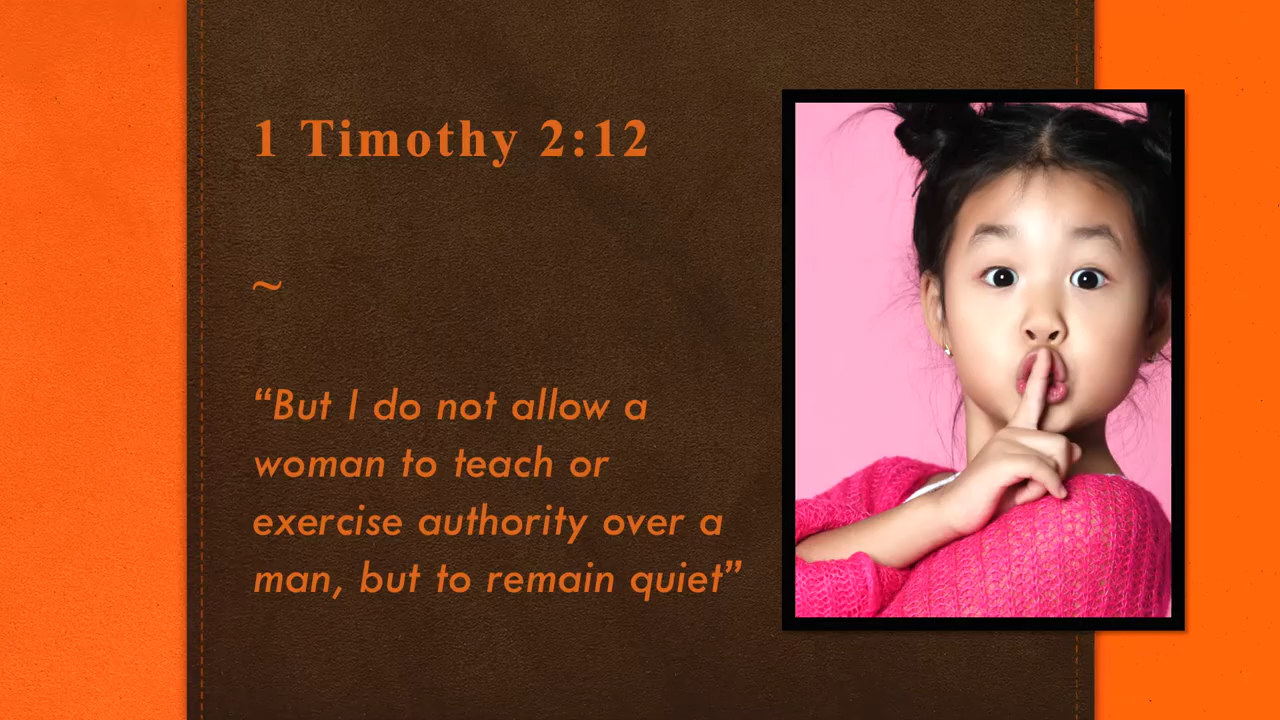 1 Timothy 2:12
~
“But I do not allow a
woman to teach or
exercise authority over a
man, but to remain quiet”